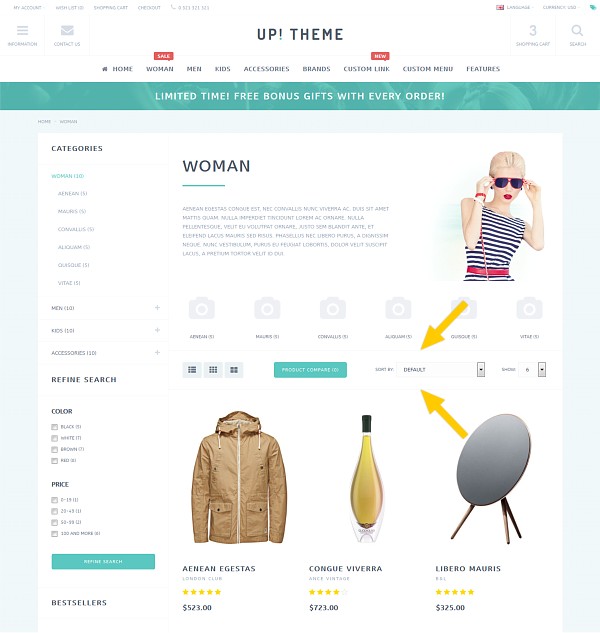 MY ACCOUNT WISH LIST (0) SHOPPING CART CHECKOUT 0 321 321 321 LANGUAGE CURRENCY: USD
INFORMATION CONTACT US UP! THEME 3 SHOPPING CART SEARCH
SALE NEW
HOME WOMAN MEN KIDS ACCESSORIES BRANDS CUSTOM LINK CUSTOM MENU FEATURES
LIMITED TIME! FREE BONUS GIFTS WITH EVERY ORDER!
HOME WOMAN
CATEGORIES
WOMAN (30)
AENEAN (5)
MAURIS (5)
CONVALLIS (5)
ALIQUAM (5)
QUISQUE (5)
VITAE (5)
MEN (10) +
KIDS (10) +
ACCESSORIES (10) +
REFINE SEARCH
COLOR
BLACK (5)
WHITE (7)
BROWN (7)
RED (6)
PRICE
0-19 (1)
20-49 (1)
50-99 (2)
100 AND MORE (6)
REFINE SEARCH
BESTSELLERS
WOMAN
AENEAN EGESTAS CONGUE EST, NEC CONVALLIS NUNC VIVERRA AC. DUIS SIT AMET
MATTIS QUAM. NULLA IMPERDIET TINCIDUNT LOREM AC ORNARE. NULLA
PELLENTESQUE, VELIT EU VOLUTPAT ORNARE, JUSTO SEM BLANDIT ANTE, ET
ELEIFEND LACUS MAURIS SED RISUS. PHASELLUS NEC LIBERO PURUS, A DIGNISSIM
NEQUE. NUNC VESTIBULUM, PURUS EU FEUGIAT LOBORTIS, DOLOR VELIT SUSCIPIT
LACUS, A PRETIUM TORTOR VELIT ID DUI.
AENEAN (5) MAURIS (5) CONVALLIS (5) ALIQUAM (5) QUISQUE (5) VITAE (5)
PRODUCT COMPARE (0) SORT BY DEFAULT SHOW 6
AENEAN EGESTAS CONGUE VIVERRA LIBERO MAURIS
LONDON CLUB ANCE VINTAGE
$523.00 $723.00 $325.00